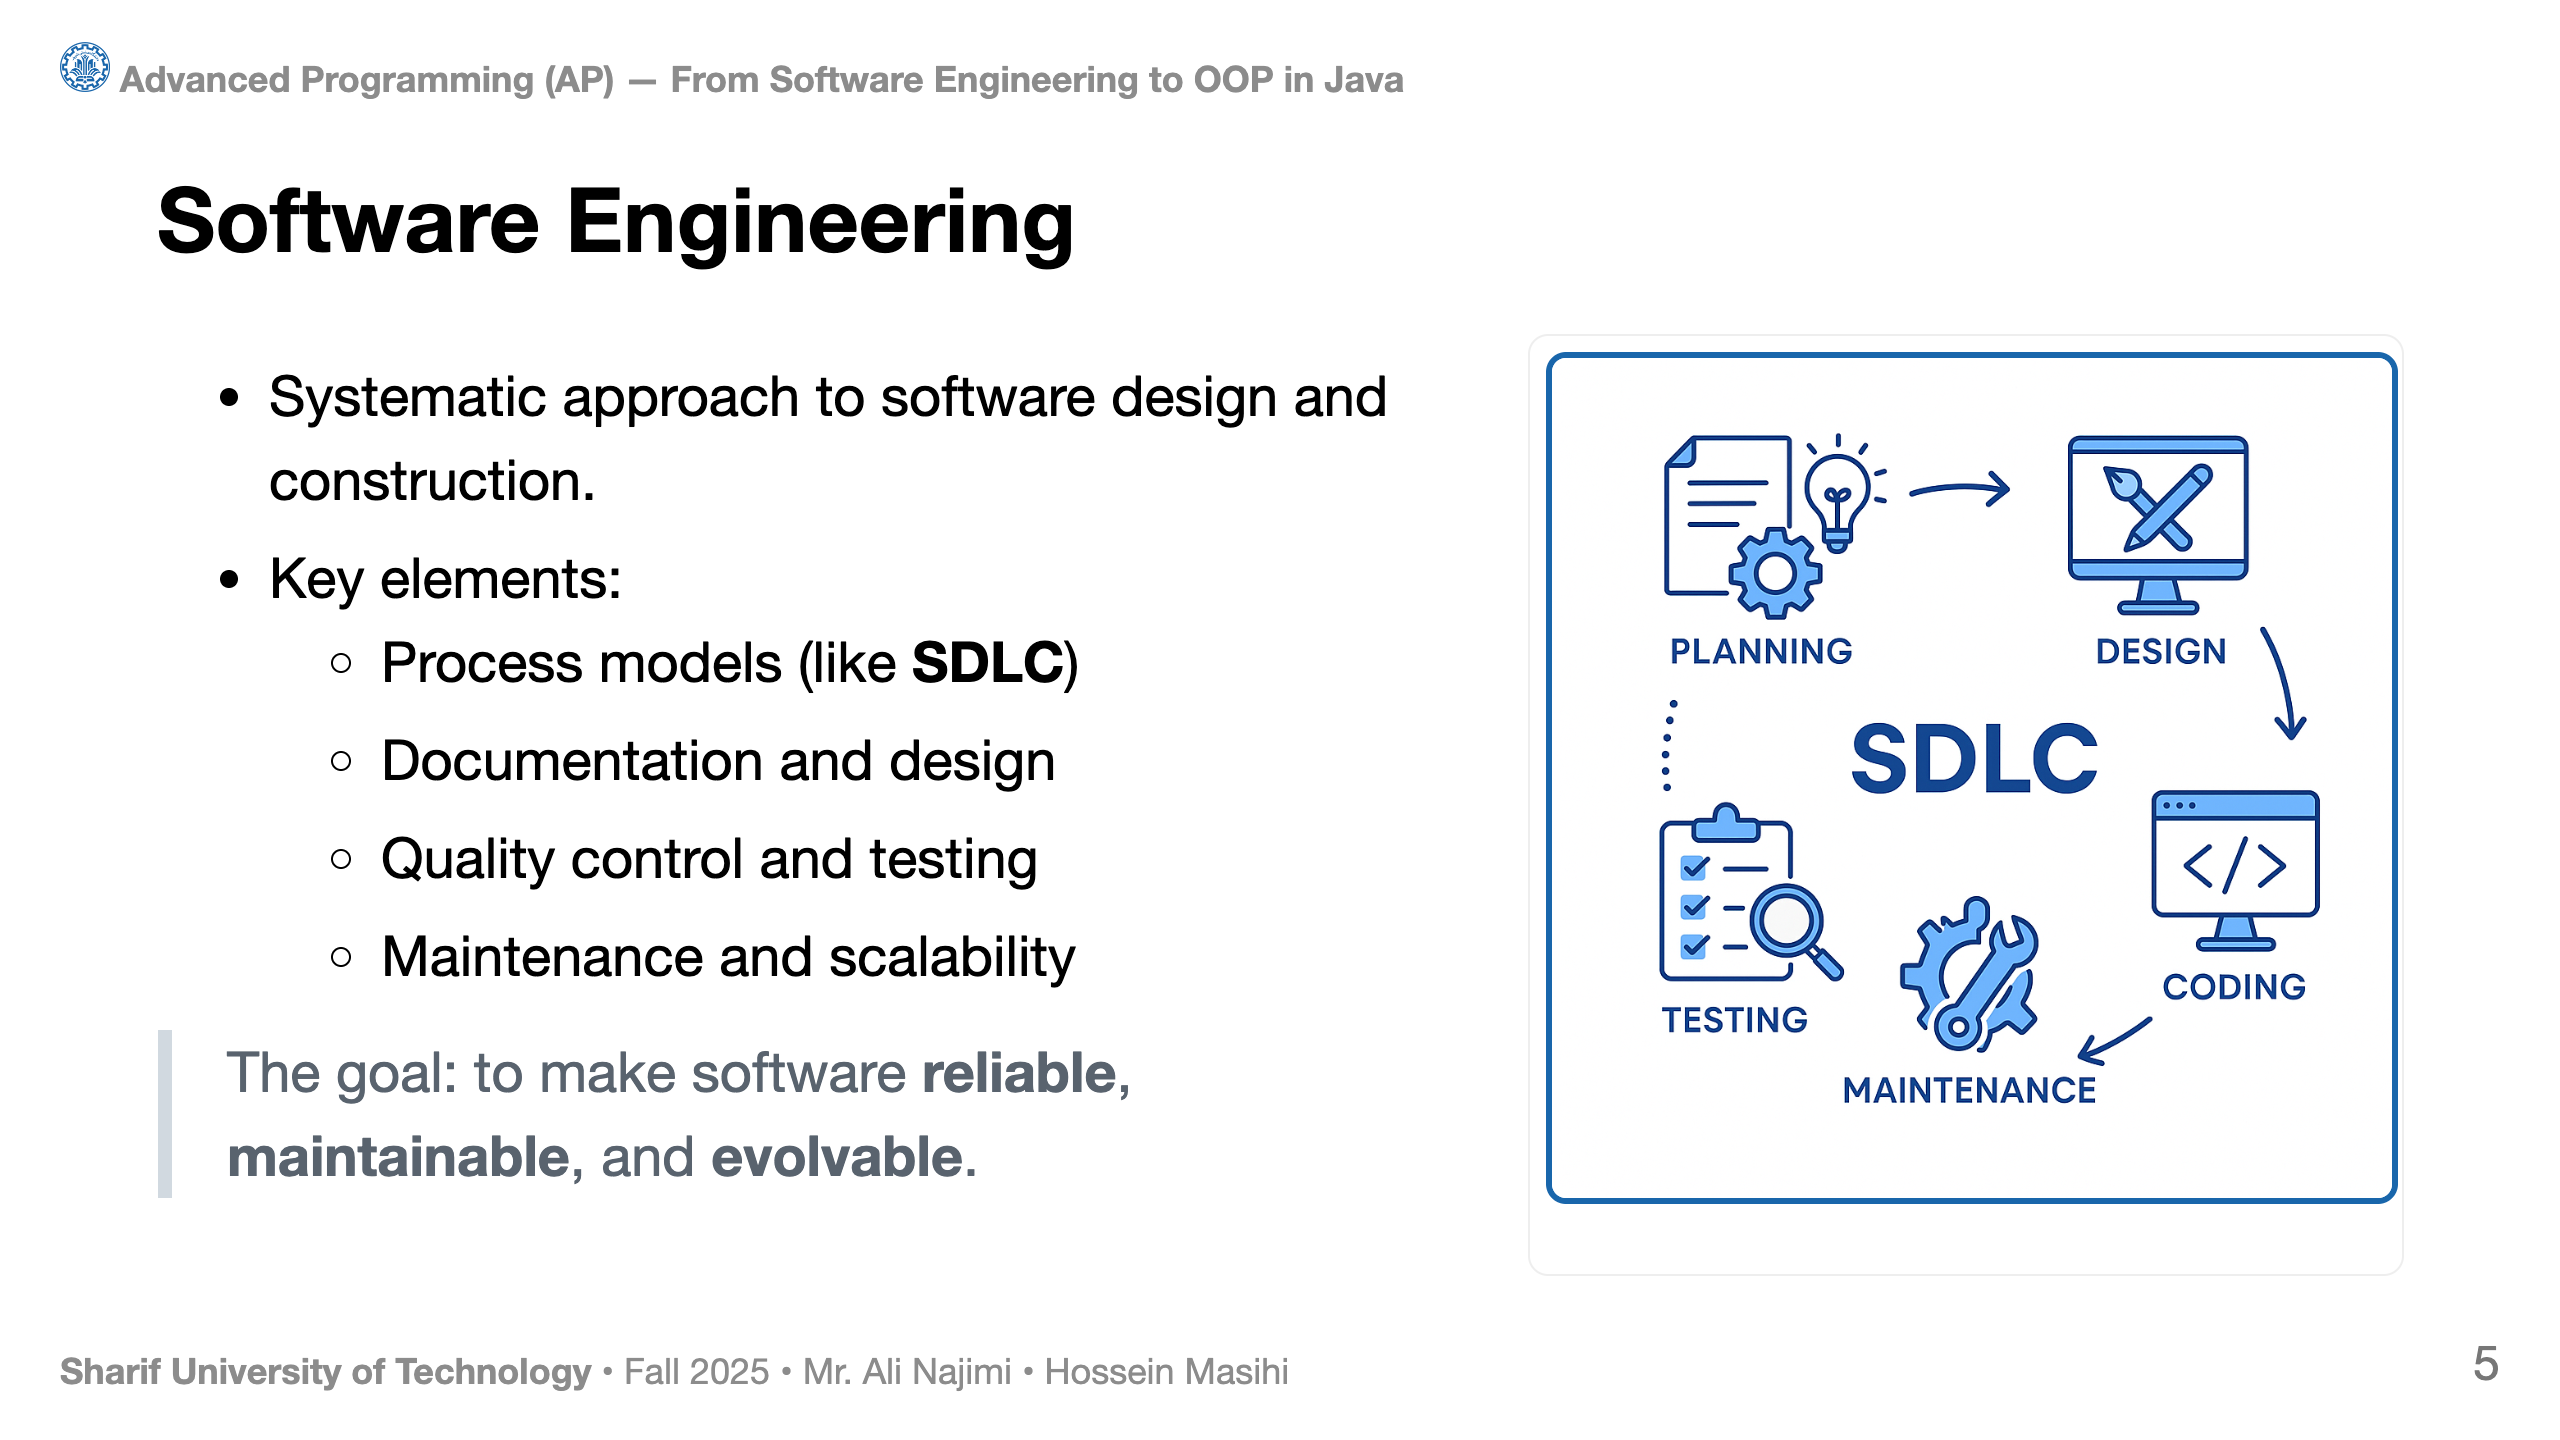 Advanced Programming (AP) — From Software Engineering to OOP in Java
Software Engineering
• Systematic approach to software design and
construction.
• Key elements:
◦ Process models (like SDLC)
◦ Documentation and design
◦ Quality control and testing
◦ Maintenance and scalability
The goal: to make software reliable,
maintainable, and evolvable.
PLANNING
DESIGN
SDLC
</>
CODING
TESTING
MAINTENANCE
Sharif University of Technology • Fall 2025 • Mr. Ali Najimi • Hossein Masihi
5